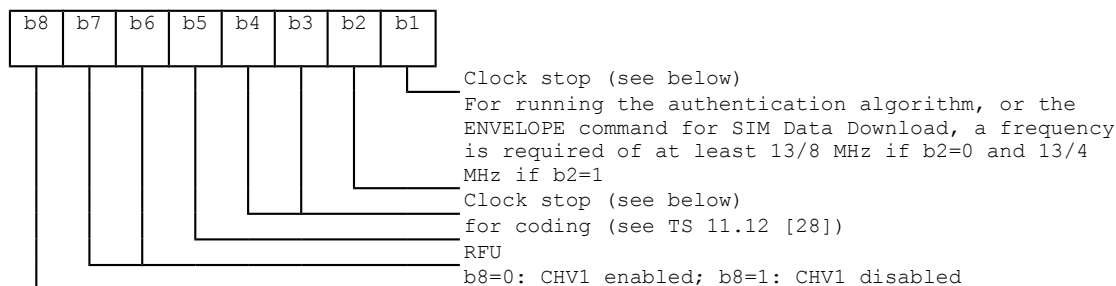 b8 b7 b6 b5 b4 b3 b2 b1
Clock stop (see below)
For running the authentication algorithm, or the
ENVELOPE command for SIM Data Download, a frequency
is required of at least 13/8 MHz if b2=0 and 13/4
MHz if b2=1
Clock stop (see below)
for coding (see TS 11.12 [28])
RFU
b8=0: CHV1 enabled; b8=1: CHV1 disabled